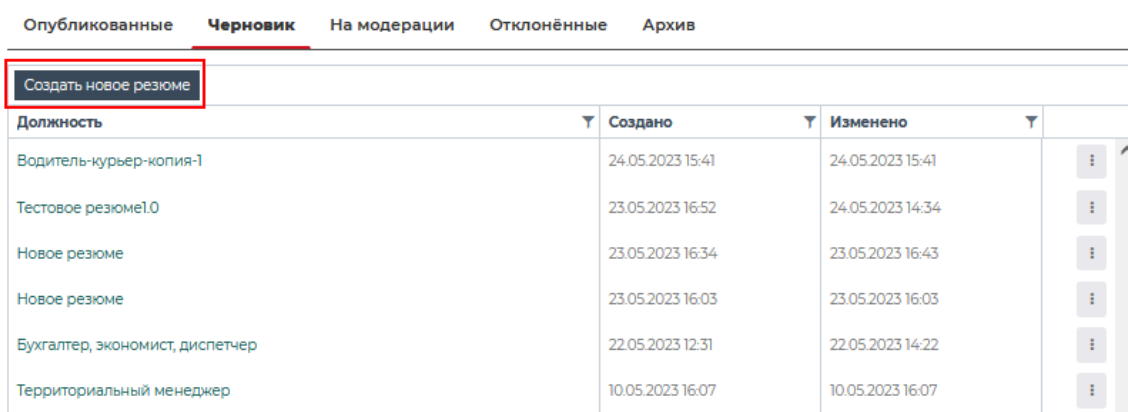 Опубликованные Черновик На модерации Отклонённые Архив
Создать новое резюме
Должность Создано Изменено
Водитель-курьер-копия-1 24.05.2023 15:41 24.05.2023 15:41
Тестовое резюме1.0 23.05.2023 16:52 24.05.2023 14:34
Новое резюме 23.05.2023 16:34 23.05.2023 16:43
Новое резюме 23.05.2023 16:03 23.05.2023 16:03
Бухгалтер, экономист, диспетчер 22.05.2023 12:31 22.05.2023 14:22
Территориальный менеджер 10.05.2023 16:07 10.05.2023 16:07